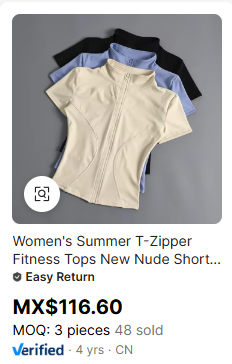 Women's Summer T-Zipper
Fitness Tops New Nude Short...
Easy Return
MX$116.60
MOQ: 3 pieces 48 sold
Verified · 4 yrs · CN